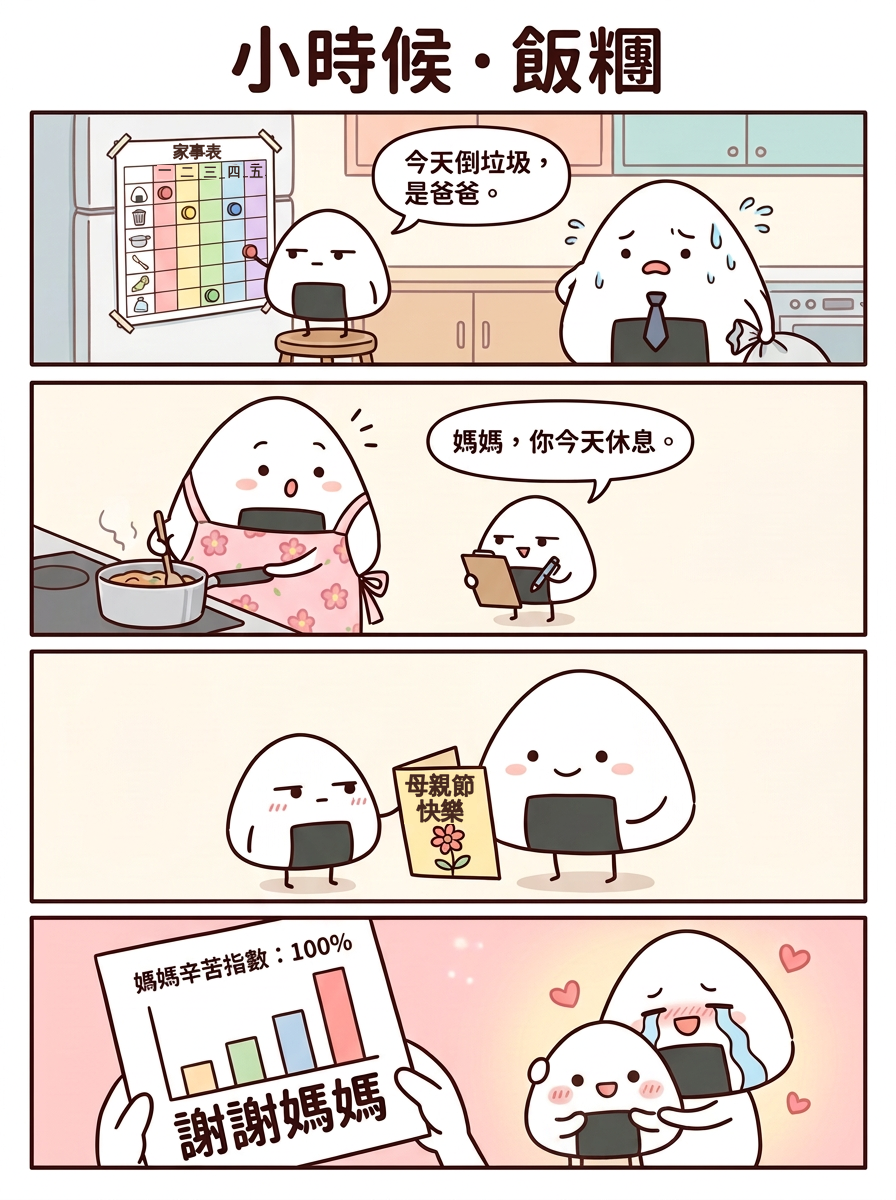 小時候·飯糰
家事表
一 二 三 四 五
今天倒垃圾，
是爸爸。
媽媽，你今天休息。
母親節
快樂
媽媽辛苦指數：100%
謝謝媽媽